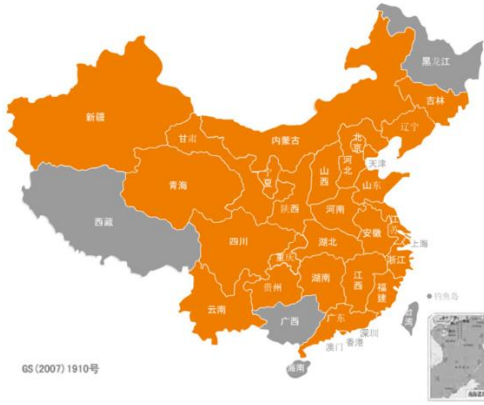 黑龙江
吉林
新疆
辽宁
甘肃
内蒙古
北京
天津
河北
山西
宁夏
青海
山东
陕西
河南
西藏
江苏
安徽
上海
四川
湖北
重庆
浙江
湖南
江西
贵州
福建
钓鱼岛
云南
台湾
广西
广东
深圳
香港
澳门
海南
GS(2007)1910号